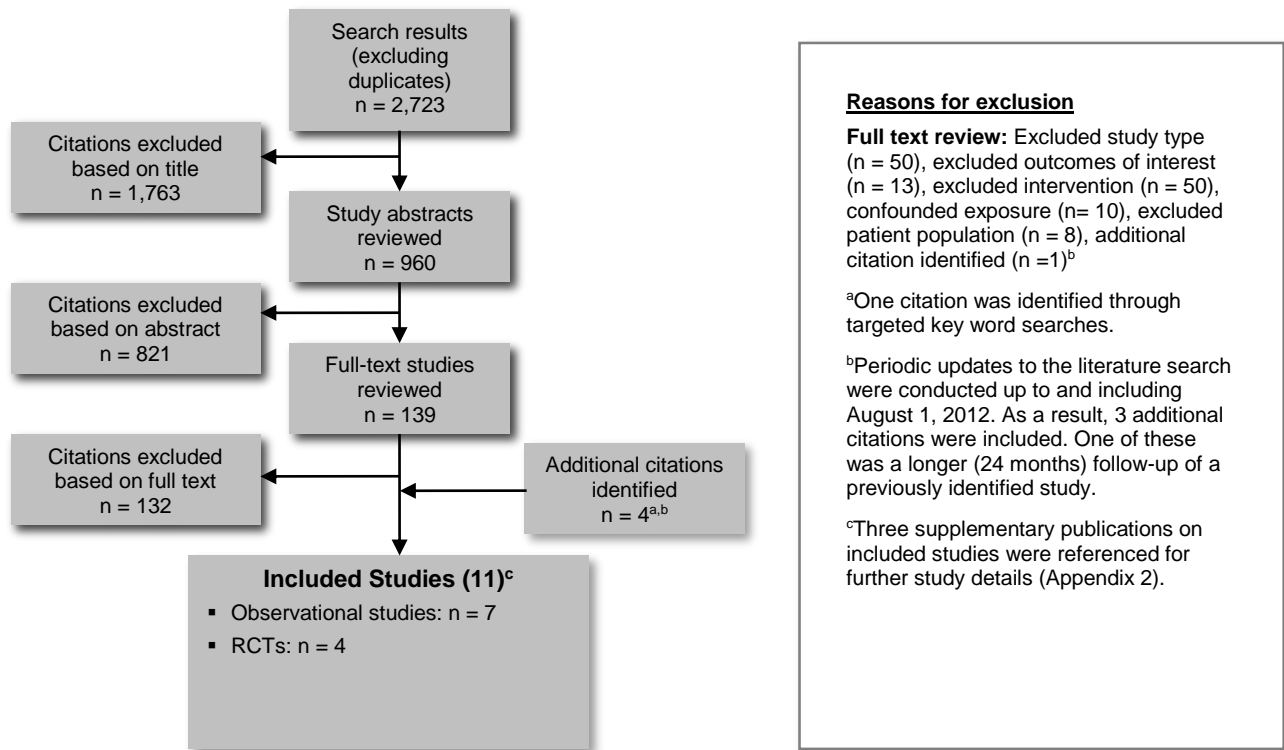 Search results
(excluding
duplicates)
n = 2,723
Citations excluded
based on title
n = 1,763
Study abstracts
reviewed
n = 960
Citations excluded
based on abstract
n = 821
Full-text studies
reviewed
n = 139
Citations excluded
based on full text
n = 132
Additional citations
identified
n = 4a,b
Included Studies (11)c
▪ Observational studies: n = 7
▪ RCTs: n = 4
Reasons for exclusion
Full text review: Excluded study type
(n = 50), excluded outcomes of interest
(n = 13), excluded intervention (n = 50),
confounded exposure (n= 10), excluded
patient population (n = 8), additional
citation identified (n =1)b
aOne citation was identified through
targeted key word searches.
bPeriodic updates to the literature search
were conducted up to and including
August 1, 2012. As a result, 3 additional
citations were included. One of these
was a longer (24 months) follow-up of a
previously identified study.
cThree supplementary publications on
included studies were referenced for
further study details (Appendix 2).